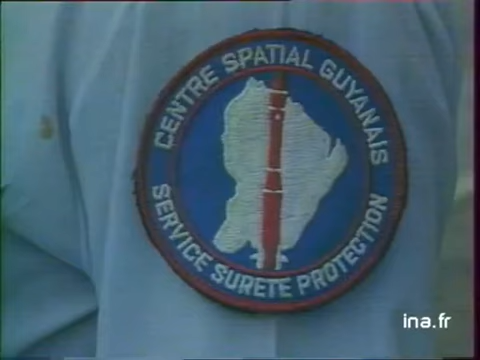 CENTRE SPATIAL GUYANAIS
SERVICE SURETE PROTECTION
ina.fr